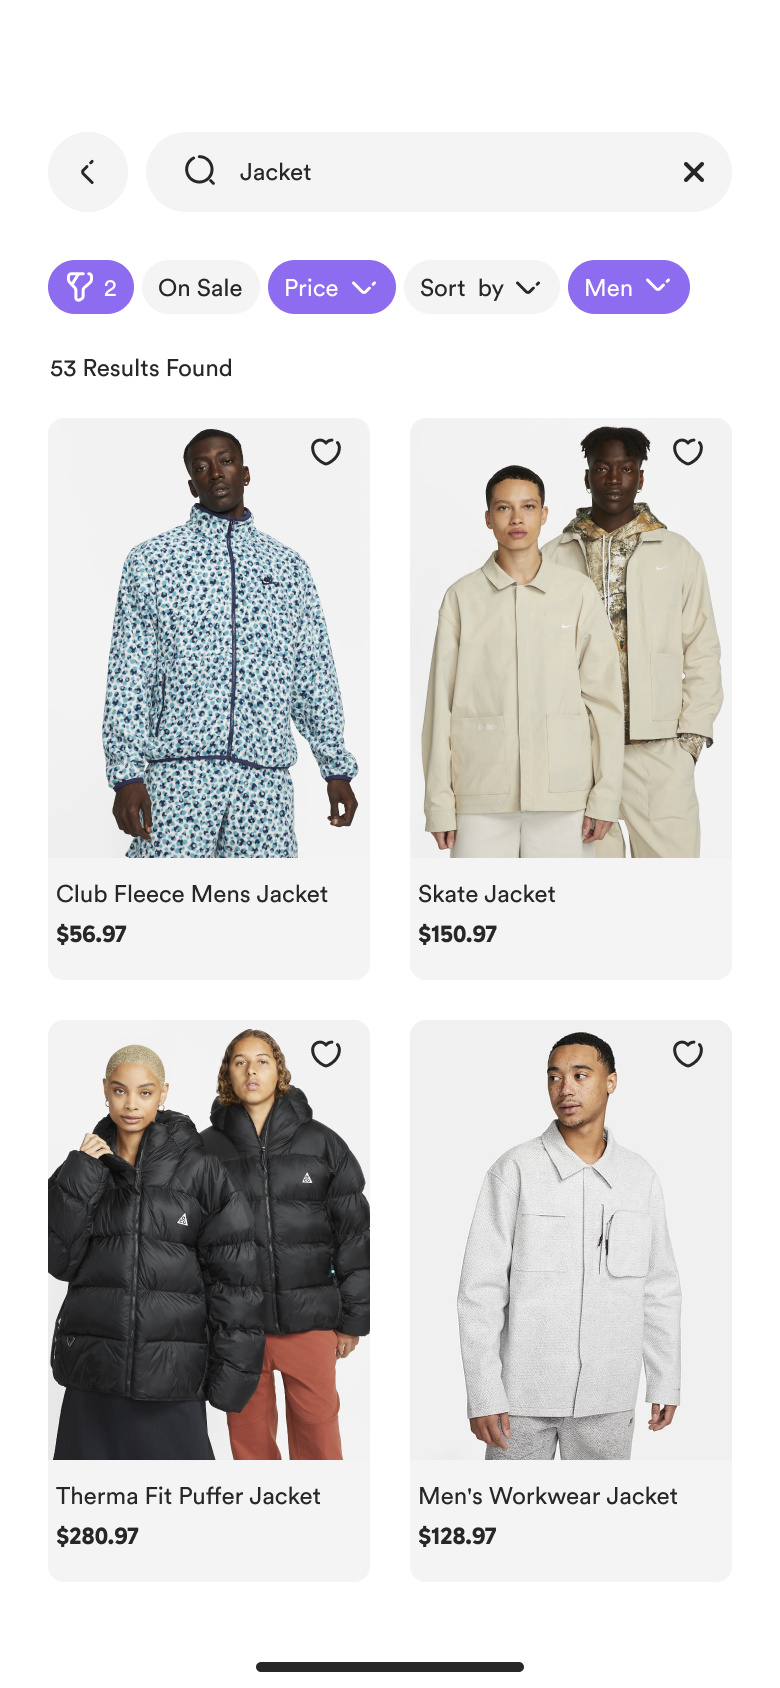 Jacket
2 On Sale Price Sort by Men
53 Results Found
Club Fleece Mens Jacket
$56.97
Skate Jacket
$150.97
Therma Fit Puffer Jacket
$280.97
Men's Workwear Jacket
$128.97